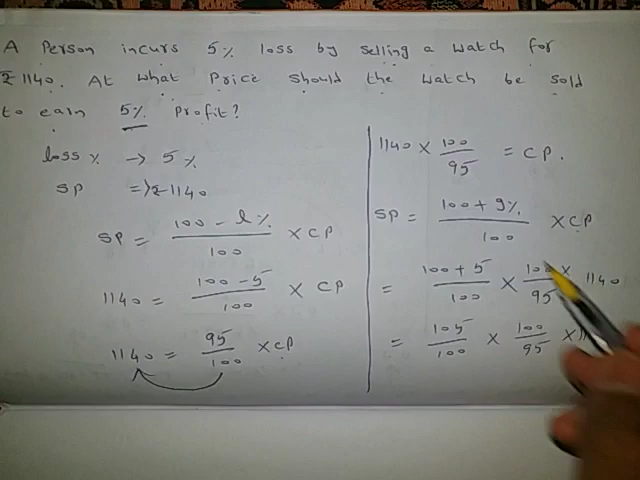 A Person incurs 5% loss by selling a watch for
₹1140. At what Price should the watch be sold
to earn 5% Profit?
loss% → 5%
SP => ₹1140
SP = 100 - l% / 100 × CP
1140 = 100 - 5 / 100 × CP
1140 = 95 / 100 × CP
1140 × 100 / 95 = CP.
SP = 100 + g% / 100 × CP
= 100 + 5 / 100 × 100 / 95 × 1140
= 105 / 100 × 100 / 95 ×